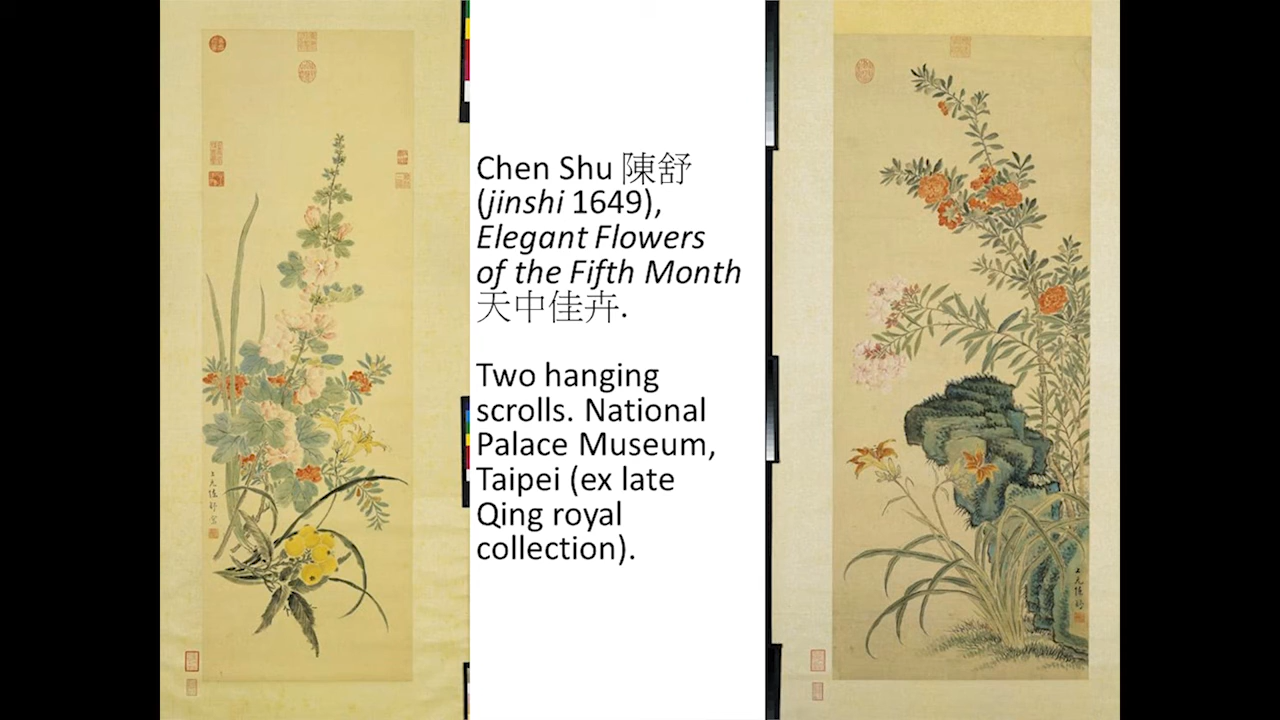 Chen Shu 陳舒
(jinshi 1649),
Elegant Flowers
of the Fifth Month
天中佳卉.
Two hanging
scrolls. National
Palace Museum,
Taipei (ex late
Qing royal
collection).